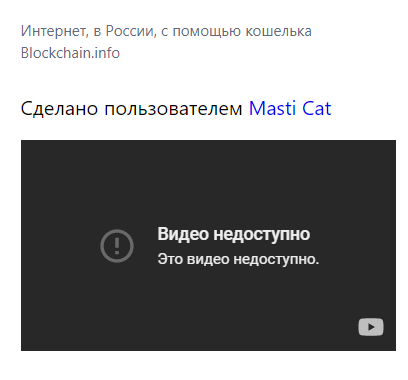 Интернет, в России, с помощью кошелька
Blockchain.info
Сделано пользователем Masti Cat
Видео недоступно
Это видео недоступно.